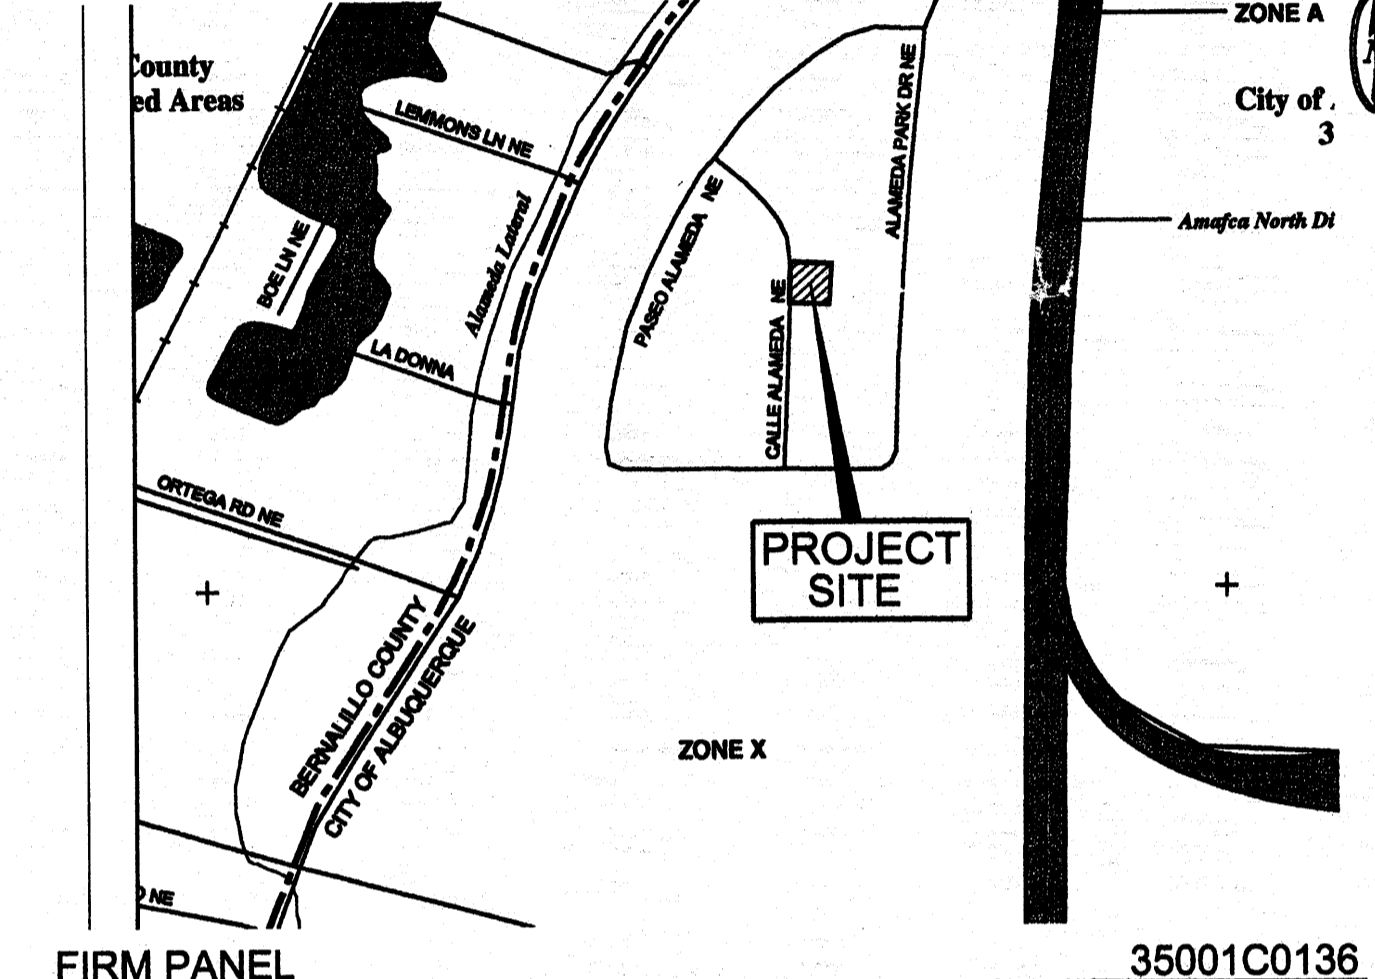 ZONE A
County
ed Areas
City of
3
LEMMONS LN NE
ALAMEDA PARK DR NE
Alameda Lateral
PASEO ALAMEDA NE
Amafca North Di
BOE LN NE
CALLE ALAMEDA NE
LA DONNA
ORTEGA RD NE
PROJECT
SITE
BERNALILLO COUNTY
CITY OF ALBUQUERQUE
ZONE X
D NE
FIRM PANEL
35001C0136